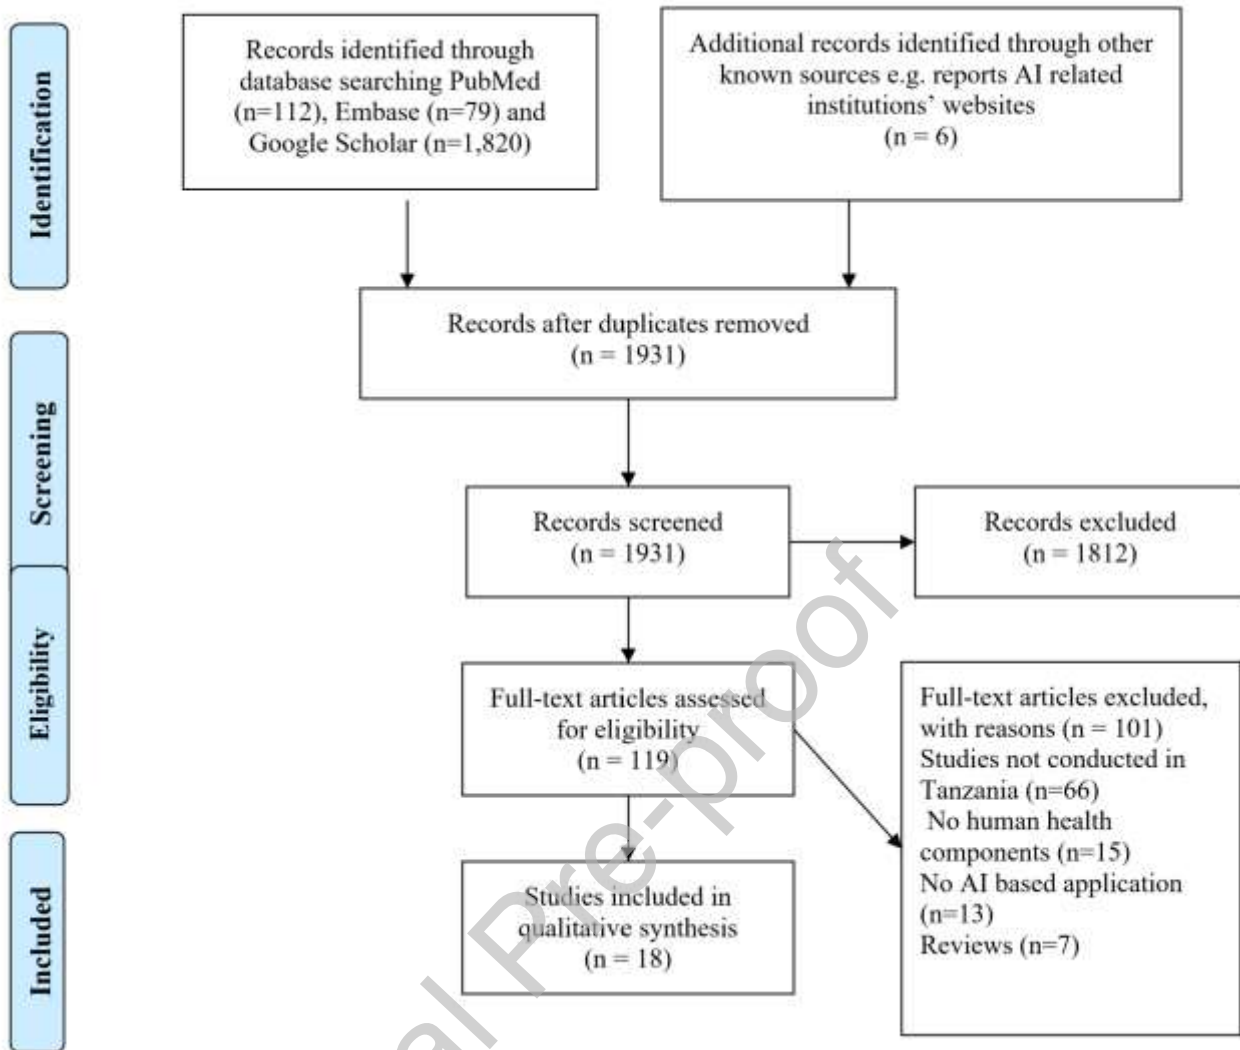 Identification
Records identified through
database searching PubMed
(n=112), Embase (n=79) and
Google Scholar (n=1,820)
Additional records identified through other
known sources e.g. reports AI related
institutions’ websites
(n = 6)
Records after duplicates removed
(n = 1931)
Screening
Records screened
(n = 1931)
Records excluded
(n = 1812)
Eligibility
Full-text articles assessed
for eligibility
(n = 119)
Full-text articles excluded,
with reasons (n = 101)
Studies not conducted in
Tanzania (n=66)
No human health
components (n=15)
No AI based application
(n=13)
Reviews (n=7)
Included
Studies included in
qualitative synthesis
(n = 18)
al Pre-proof